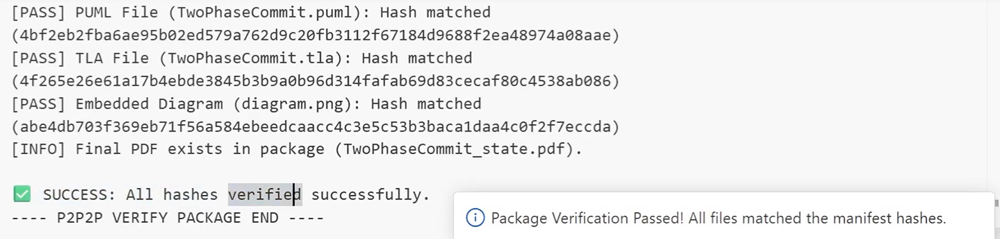 [PASS] PUML File (TwoPhaseCommit.puml): Hash matched
(4bf2eb2fba6ae95b02ed579a762d9c20fb3112f67184d9688f2ea48974a08aae)
[PASS] TLA File (TwoPhaseCommit.tla): Hash matched
(4f265e26e61a17b4ebde3845b3b9a0b96d314fafab69d83cecaf80c4538ab086)
[PASS] Embedded Diagram (diagram.png): Hash matched
(abe4db703f369eb71f56a584ebeedcaacc4c3e5c53b3baca1daa4c0f2f7eccda)
[INFO] Final PDF exists in package (TwoPhaseCommit_state.pdf).
✅ SUCCESS: All hashes verified successfully.
---- P2P2P VERIFY PACKAGE END ----
Package Verification Passed! All files matched the manifest hashes.